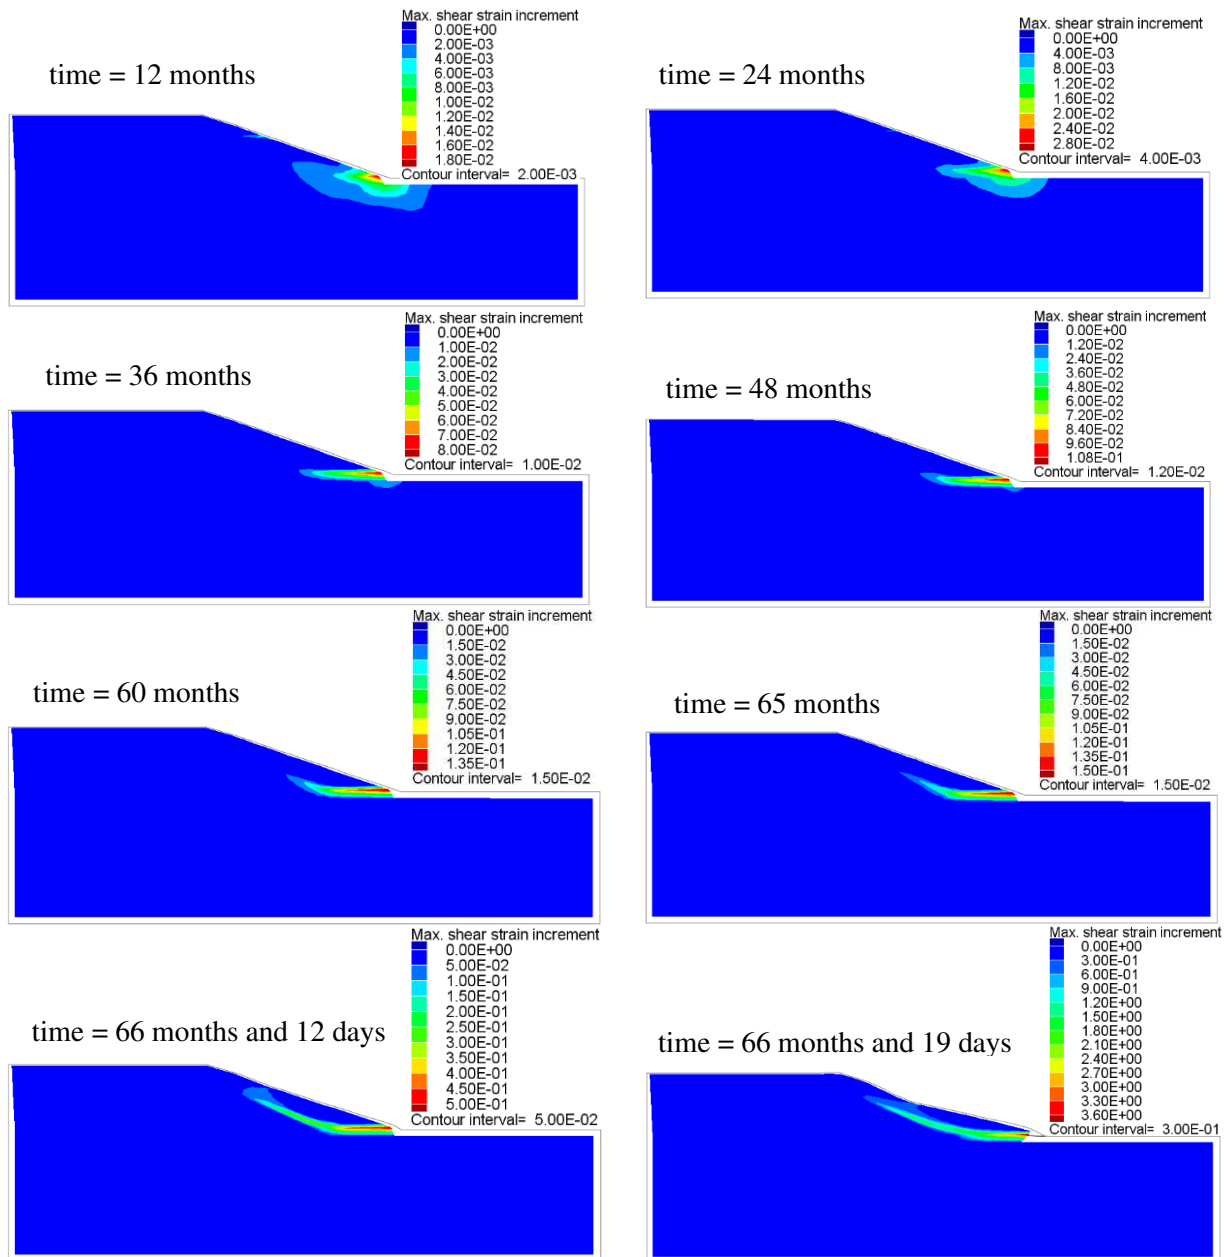 Max. shear strain increment
0.00E+00
2.00E-03
4.00E-03
6.00E-03
8.00E-03
1.00E-02
1.20E-02
1.40E-02
1.60E-02
1.80E-02
Contour interval= 2.00E-03
time = 12 months
Max. shear strain increment
0.00E+00
4.00E-03
8.00E-03
1.20E-02
1.60E-02
2.00E-02
2.40E-02
2.80E-02
Contour interval= 4.00E-03
time = 24 months
Max. shear strain increment
0.00E+00
1.00E-02
2.00E-02
3.00E-02
4.00E-02
5.00E-02
6.00E-02
7.00E-02
8.00E-02
Contour interval= 1.00E-02
time = 36 months
Max. shear strain increment
0.00E+00
1.20E-02
2.40E-02
3.60E-02
4.80E-02
6.00E-02
7.20E-02
8.40E-02
9.60E-02
1.08E-01
Contour interval= 1.20E-02
time = 48 months
Max. shear strain increment
0.00E+00
1.50E-02
3.00E-02
4.50E-02
6.00E-02
7.50E-02
9.00E-02
1.05E-01
1.20E-01
1.35E-01
Contour interval= 1.50E-02
time = 60 months
Max. shear strain increment
0.00E+00
1.50E-02
3.00E-02
4.50E-02
6.00E-02
7.50E-02
9.00E-02
1.05E-01
1.20E-01
1.35E-01
1.50E-01
Contour interval= 1.50E-02
time = 65 months
Max. shear strain increment
0.00E+00
5.00E-02
1.00E-01
1.50E-01
2.00E-01
2.50E-01
3.00E-01
3.50E-01
4.00E-01
4.50E-01
5.00E-01
Contour interval= 5.00E-02
time = 66 months and 12 days
Max. shear strain increment
0.00E+00
3.00E-01
6.00E-01
9.00E-01
1.20E+00
1.50E+00
1.80E+00
2.10E+00
2.40E+00
2.70E+00
3.00E+00
3.30E+00
3.60E+00
Contour interval= 3.00E-01
time = 66 months and 19 days